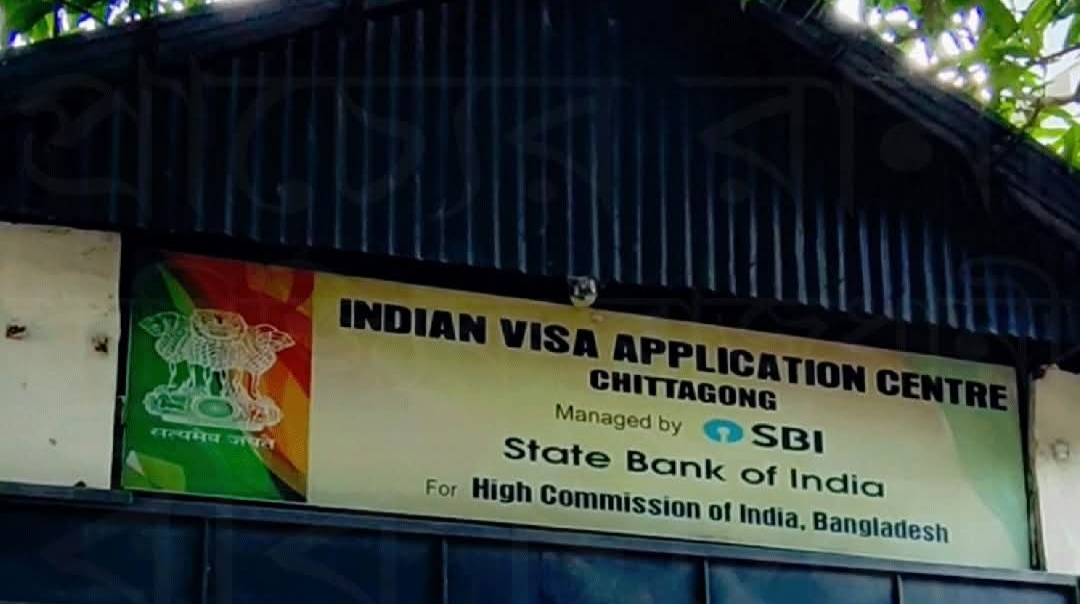 প্রাচ্যের রানী
INDIAN VISA APPLICATION CENTRE
CHITTAGONG
Managed by SBI
State Bank of India
For High Commission of India, Bangladesh
सत्यमेव जयते